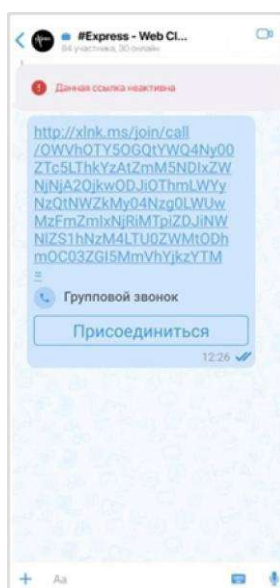 #Express - Web Cl...
84 участника, 30 онлайн
Данная ссылка неактивна
http://xlnk.ms/join/call
/OWVhOTY5OGQtYWQ4Ny00
ZTc5LThkYzAtZmM5NDIxZW
NjNjA2OjkwODJiOThmLWYy
NzQtNWZkMy04Nzg0LWUw
MzFmZmIxNjRiMTpiZDJiNW
NlZS1hNzM4LTU0ZWMtODh
mOC03ZGI5MmVhYjkzYTM
=
Групповой звонок
Присоединиться
12:26
Aa